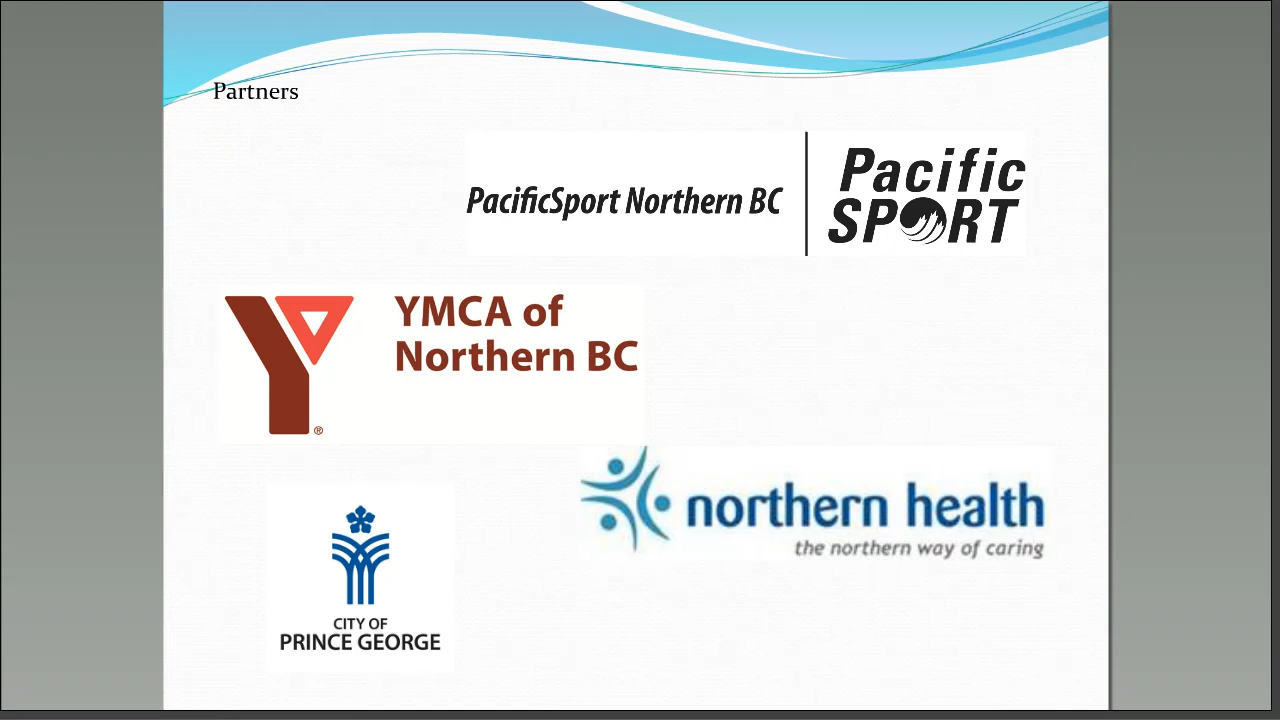 Partners
PacificSport Northern BC
Pacific
SPORT
YMCA of
Northern BC
®
northern health
the northern way of caring
CITY OF
PRINCE GEORGE